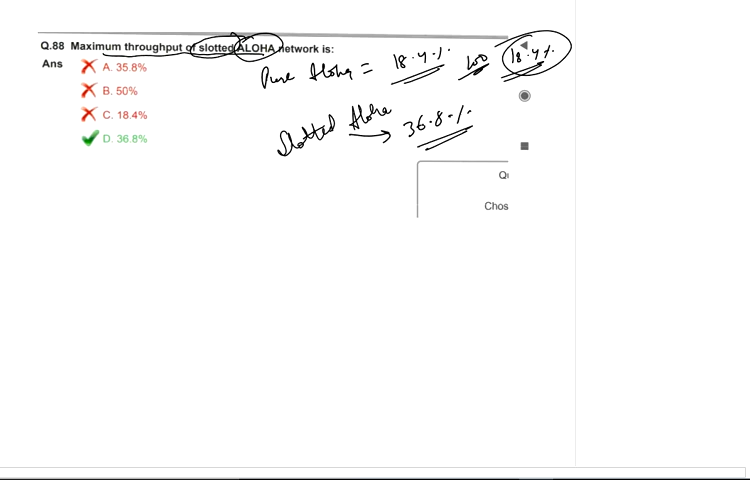 Q.88 Maximum throughput of slotted ALOHA network is:
Ans A. 35.8%
B. 50%
C. 18.4%
D. 36.8%
Pure Aloha = 18.4% 100 18.4%
Slotted Aloha → 36.8%
Qu
Chos